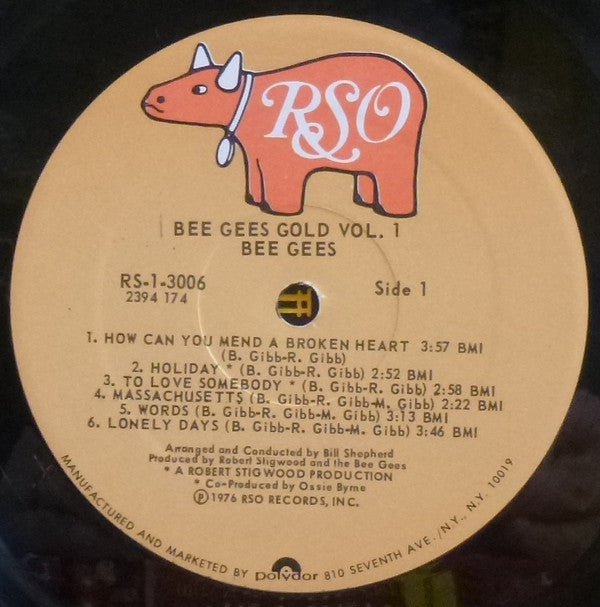 RSO
BEE GEES GOLD VOL. 1
BEE GEES
RS-1-3006
2394 174
Side 1
1. HOW CAN YOU MEND A BROKEN HEART 3:57 BMI
(B. Gibb-R. Gibb)
2. HOLIDAY * (B. Gibb-R. Gibb) 2:52 BMI
3. TO LOVE SOMEBODY * (B. Gibb-R. Gibb) 2:58 BMI
4. MASSACHUSETTS (B. Gibb-R. Gibb-M. Gibb) 2:22 BMI
5. WORDS (B. Gibb-R. Gibb-M. Gibb) 3:13 BMI
6. LONELY DAYS (B. Gibb-R. Gibb-M. Gibb) 3:46 BMI
Arranged and Conducted by Bill Shepherd
Produced by Robert Stigwood and the Bee Gees
* A ROBERT STIGWOOD PRODUCTION
* Co-Produced by Ossie Byrne
℗ 1976 RSO RECORDS, INC.
MANUFACTURED AND MARKETED BY polydor 810 SEVENTH AVE./N.Y., N.Y. 10019